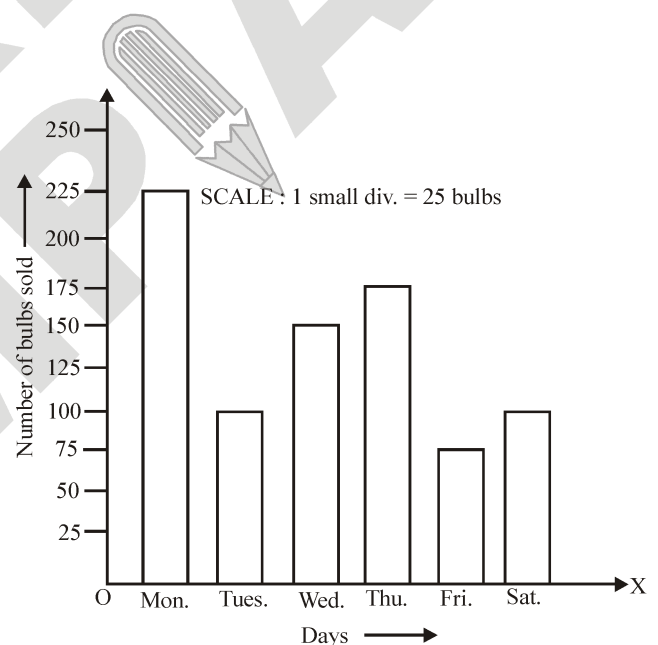 250
225
SCALE : 1 small div. = 25 bulbs
200
175
150
125
100
75
50
25
Number of bulbs sold
O
X
Mon. Tues. Wed. Thu. Fri. Sat.
Days